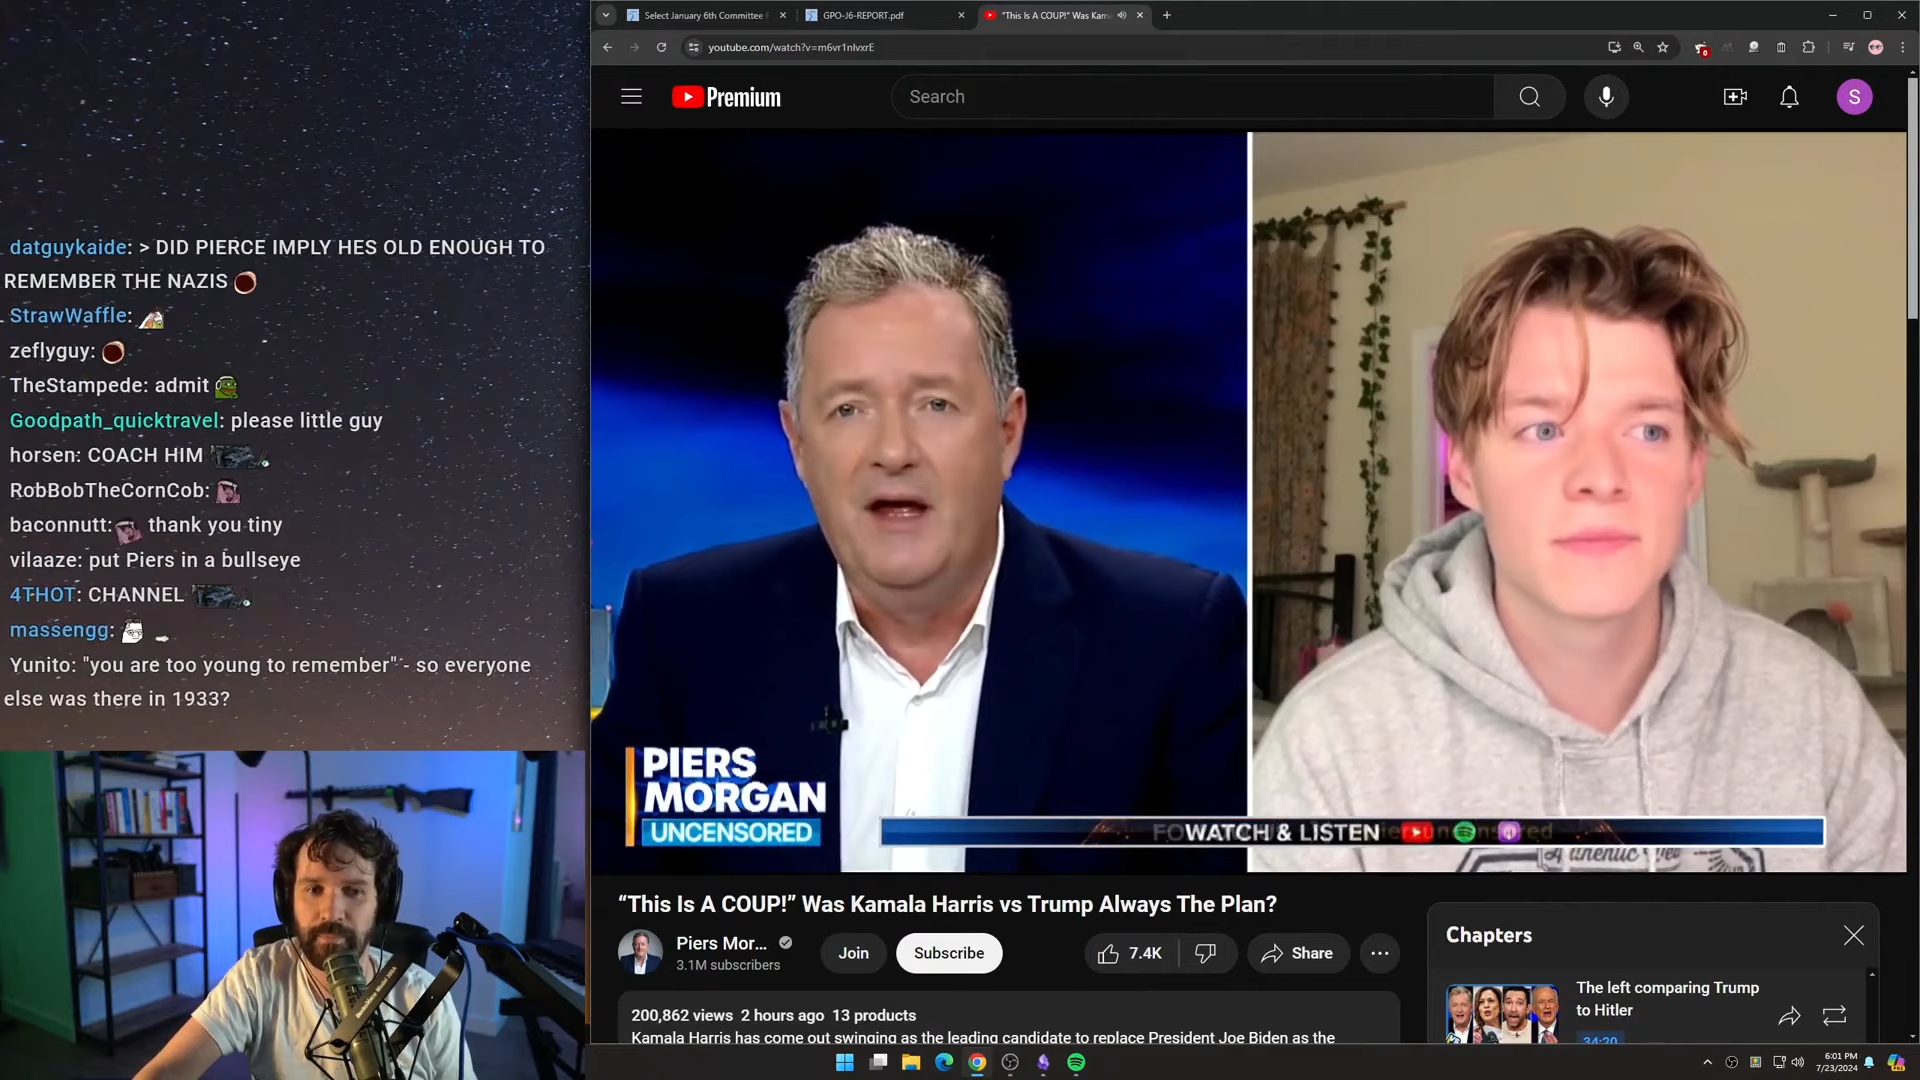 Select January 6th Committee F
GPO-J6-REPORT.pdf
"This Is A COUP!" Was Kam
youtube.com/watch?v=m6vr1nlvxrE
0
Premium
Search
S
datguykaide: > DID PIERCE IMPLY HES OLD ENOUGH TO
REMEMBER THE NAZIS
StrawWaffle:
zeflyguy:
TheStampede: admit
Goodpath_quicktravel: please little guy
horsen: COACH HIM
RobBobTheCornCob:
baconnutt: thank you tiny
vilaaze: put Piers in a bullseye
4THOT: CHANNEL
massengg:
Yunito: "you are too young to remember" - so everyone
else was there in 1933?
PIERS
MORGAN
UNCENSORED
WATCH & LISTEN
“This Is A COUP!” Was Kamala Harris vs Trump Always The Plan?
Piers Mor...
3.1M subscribers
Join
Subscribe
7.4K
Share
200,862 views 2 hours ago 13 products
Kamala Harris has come out swinging as the leading candidate to replace President Joe Biden as the
Chapters
The left comparing Trump
to Hitler
34:20
6:01 PM
7/23/2024